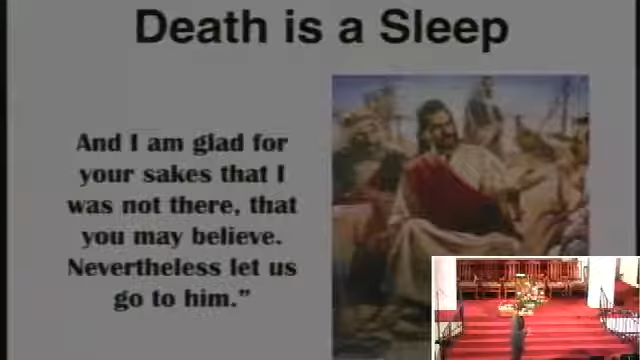 Death is a Sleep
And I am glad for
your sakes that I
was not there, that
you may believe.
Nevertheless let us
go to him.”